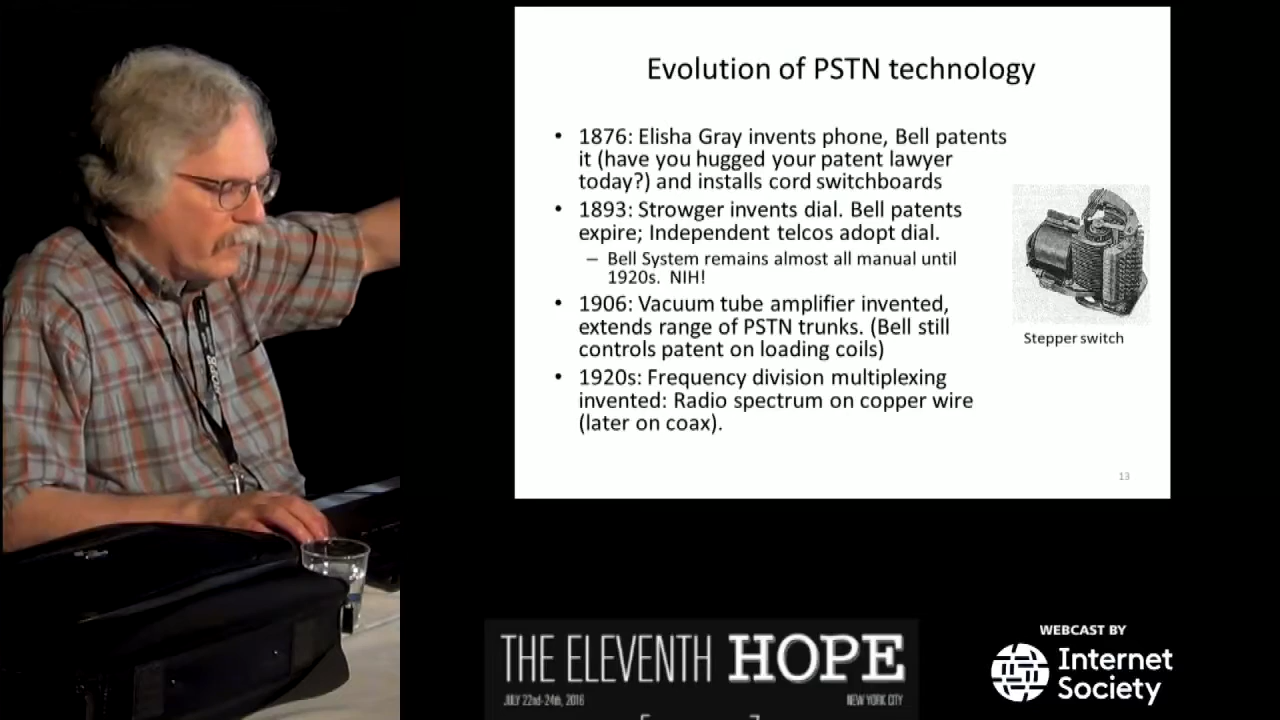 Evolution of PSTN technology
• 1876: Elisha Gray invents phone, Bell patents
it (have you hugged your patent lawyer
today?) and installs cord switchboards
• 1893: Strowger invents dial. Bell patents
expire; Independent telcos adopt dial.
– Bell System remains almost all manual until
1920s. NIH!
• 1906: Vacuum tube amplifier invented,
extends range of PSTN trunks. (Bell still
controls patent on loading coils)
• 1920s: Frequency division multiplexing
invented: Radio spectrum on copper wire
(later on coax).
Stepper switch
13
THE ELEVENTH HOPE
JULY 22nd-24th, 2016
NEW YORK CITY
WEBCAST BY
Internet
Society